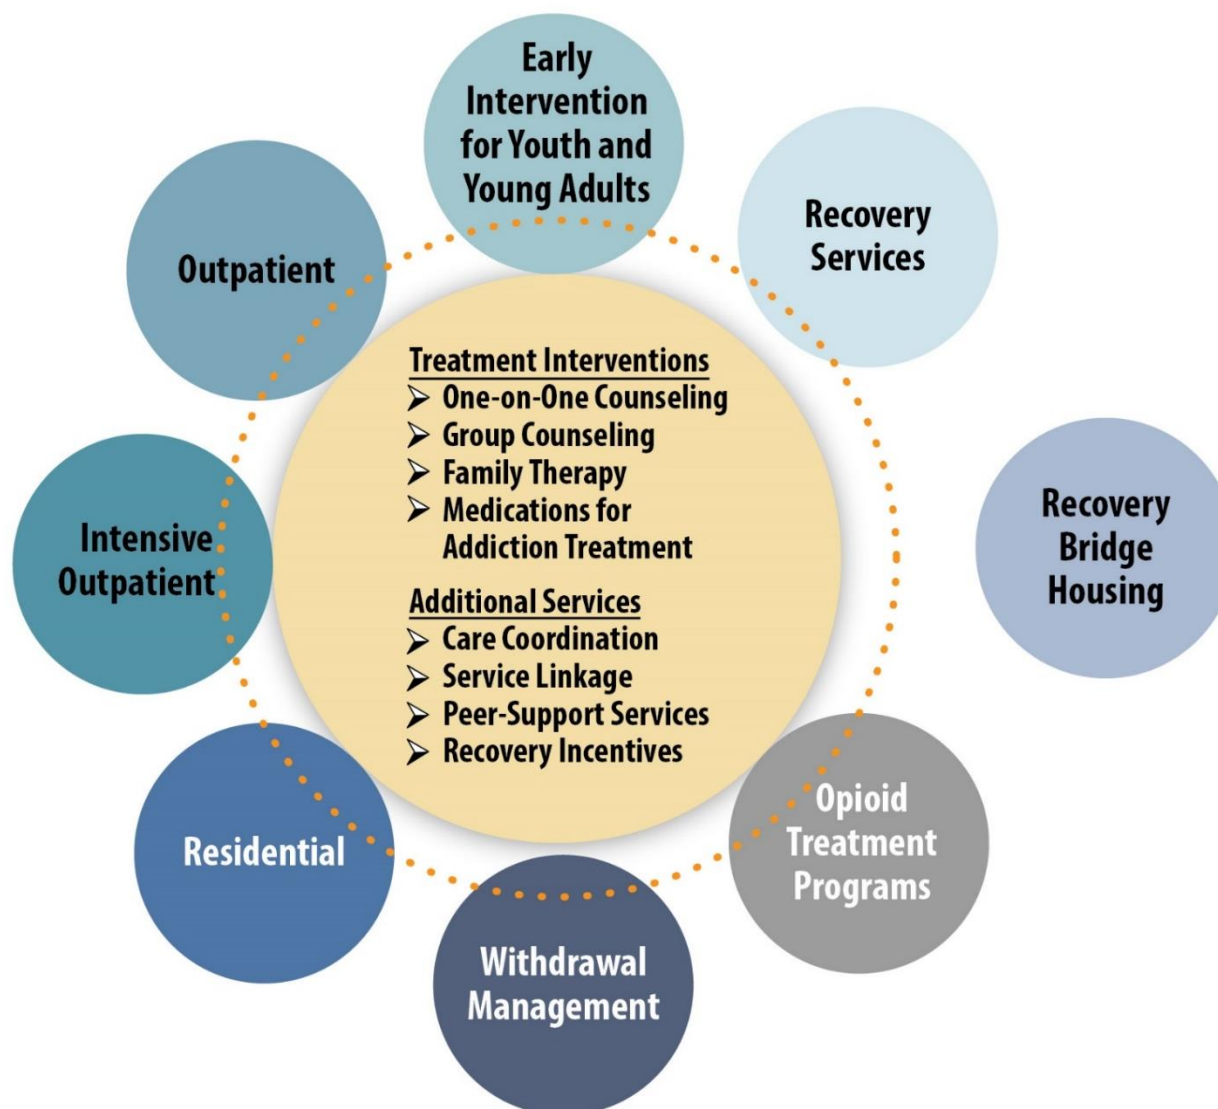 Early
Intervention
for Youth and
Young Adults
Recovery
Services
Outpatient
Treatment Interventions
➢ One-on-One Counseling
➢ Group Counseling
➢ Family Therapy
➢ Medications for
Addiction Treatment
Additional Services
➢ Care Coordination
➢ Service Linkage
➢ Peer-Support Services
➢ Recovery Incentives
Intensive
Outpatient
Recovery
Bridge
Housing
Residential
Opioid
Treatment
Programs
Withdrawal
Management